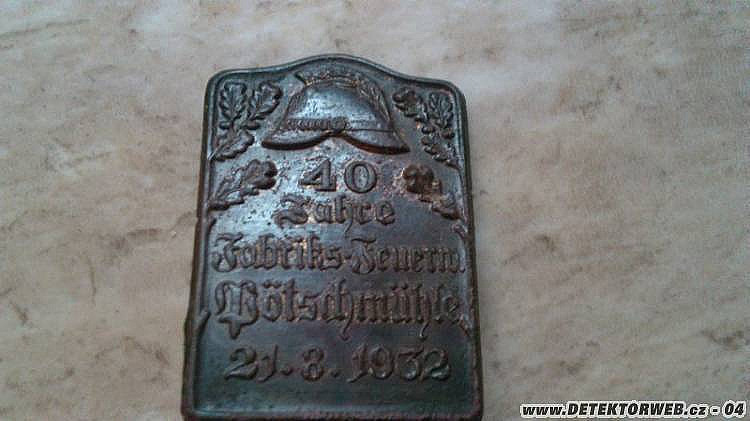 40
Jahre
Fabriks-Feuerw.
Pötschmühle
21.8.1932
www.DETEKTORWEB.cz - 04